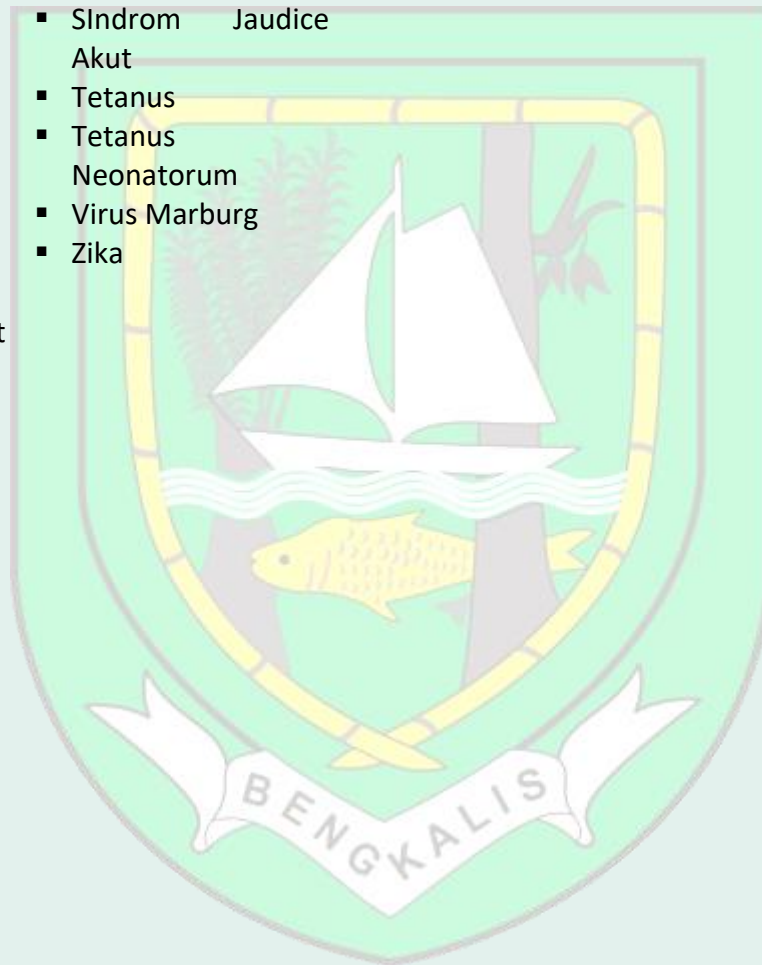 ▪ SIndrom Jaudice
Akut
▪ Tetanus
▪ Tetanus
Neonatorum
▪ Virus Marburg
▪ Zika
t
BENGKALIS